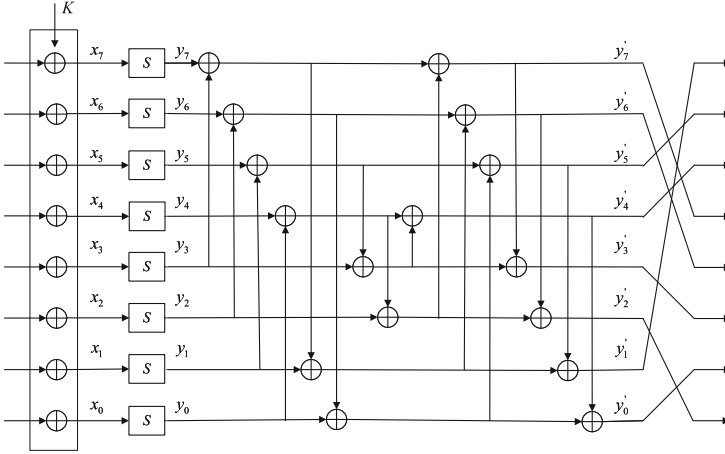 K
x7 S y7 y'7
x6 S y6 y'6
x5 S y5 y'5
x4 S y4 y'4
x3 S y3 y'3
x2 S y2 y'2
x1 S y1 y'1
x0 S y0 y'0